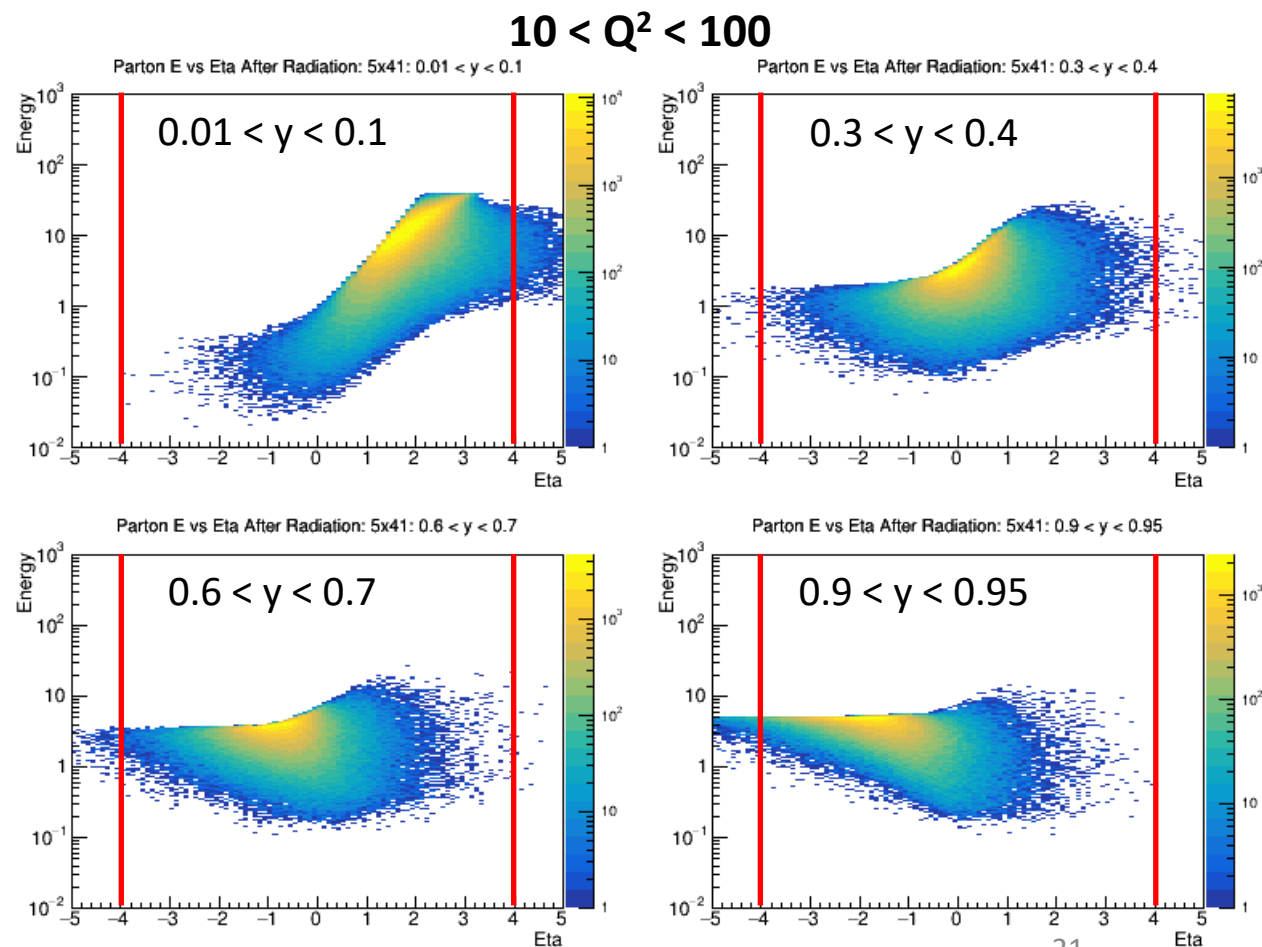 10 < Q² < 100
Parton E vs Eta After Radiation: 5x41: 0.01 < y < 0.1
Energy
10³
10²
10
1
10⁻¹
10⁻²
0.01 < y < 0.1
10⁴
10³
10²
10
1
−5 −4 −3 −2 −1 0 1 2 3 4 5
Eta
Parton E vs Eta After Radiation: 5x41: 0.3 < y < 0.4
Energy
10³
10²
10
1
10⁻¹
10⁻²
0.3 < y < 0.4
10³
10²
10
1
−5 −4 −3 −2 −1 0 1 2 3 4 5
Eta
Parton E vs Eta After Radiation: 5x41: 0.6 < y < 0.7
Energy
10³
10²
10
1
10⁻¹
10⁻²
0.6 < y < 0.7
10³
10²
10
1
−5 −4 −3 −2 −1 0 1 2 3 4 5
Eta
Parton E vs Eta After Radiation: 5x41: 0.9 < y < 0.95
Energy
10³
10²
10
1
10⁻¹
10⁻²
0.9 < y < 0.95
10³
10²
10
1
−5 −4 −3 −2 −1 0 1 2 3 4 5
Eta